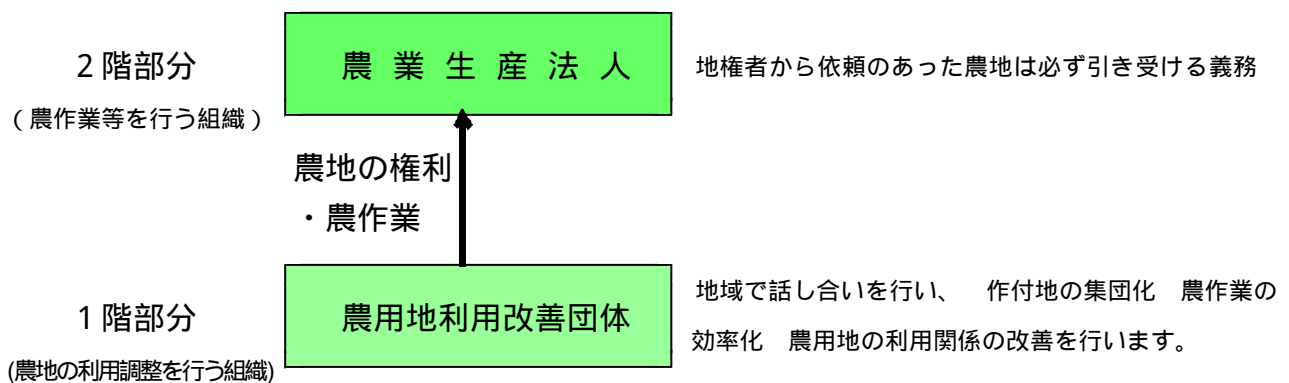 2階部分
(農作業等を行う組織)
農業生産法人
地権者から依頼のあった農地は必ず引き受ける義務
農地の権利
・農作業
1階部分
(農地の利用調整を行う組織)
農用地利用改善団体
地域で話し合いを行い、　作付地の集団化　農作業の
効率化　農用地の利用関係の改善を行います。